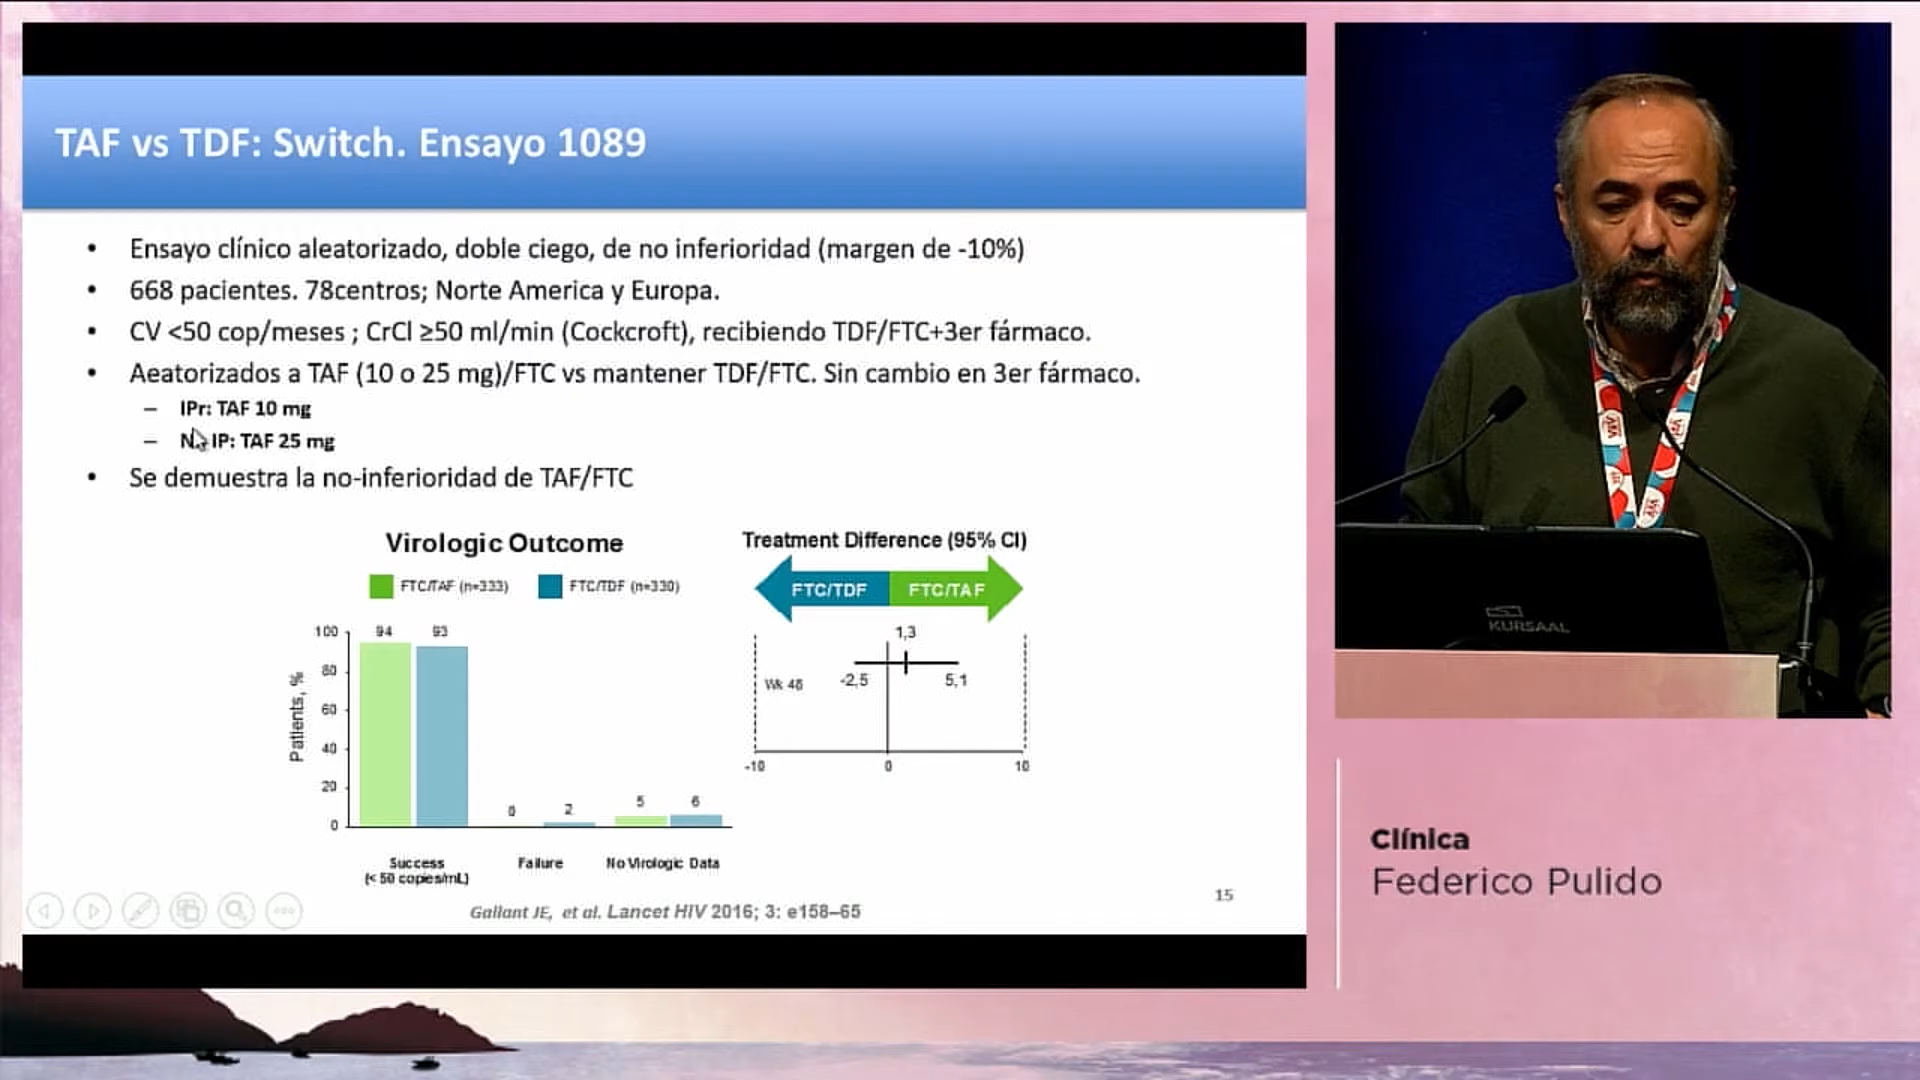 TAF vs TDF: Switch. Ensayo 1089
• Ensayo clínico aleatorizado, doble ciego, de no inferioridad (margen de -10%)
• 668 pacientes. 78centros; Norte America y Europa.
• CV <50 cop/meses ; CrCl ≥50 ml/min (Cockcroft), recibiendo TDF/FTC+3er fármaco.
• Aeatorizados a TAF (10 o 25 mg)/FTC vs mantener TDF/FTC. Sin cambio en 3er fármaco.
– IPr: TAF 10 mg
– IP: TAF 25 mg
• Se demuestra la no-inferioridad de TAF/FTC
Virologic Outcome
FTC/TAF (n=333) FTC/TDF (n=330)
Patients, %
100
80
60
40
20
0
94 93
2
5 6
Success
(< 50 copies/mL)
Failure
No Virologic Data
Treatment Difference (95% CI)
FTC/TDF FTC/TAF
1,3
Wk 48
-2,5 5,1
-10 0 10
15
Gallant JE, et al. Lancet HIV 2016; 3: e158–65
KURSAAL
Clínica
Federico Pulido